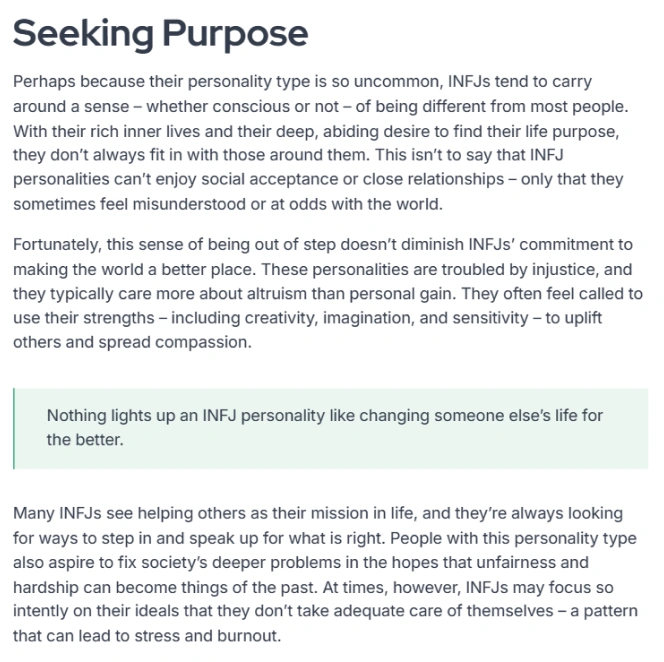 Seeking Purpose
Perhaps because their personality type is so uncommon, INFJs tend to carry
around a sense – whether conscious or not – of being different from most people.
With their rich inner lives and their deep, abiding desire to find their life purpose,
they don’t always fit in with those around them. This isn’t to say that INFJ
personalities can’t enjoy social acceptance or close relationships – only that they
sometimes feel misunderstood or at odds with the world.
Fortunately, this sense of being out of step doesn’t diminish INFJs’ commitment to
making the world a better place. These personalities are troubled by injustice, and
they typically care more about altruism than personal gain. They often feel called to
use their strengths – including creativity, imagination, and sensitivity – to uplift
others and spread compassion.
Nothing lights up an INFJ personality like changing someone else’s life for
the better.
Many INFJs see helping others as their mission in life, and they’re always looking
for ways to step in and speak up for what is right. People with this personality type
also aspire to fix society’s deeper problems in the hopes that unfairness and
hardship can become things of the past. At times, however, INFJs may focus so
intently on their ideals that they don’t take adequate care of themselves – a pattern
that can lead to stress and burnout.